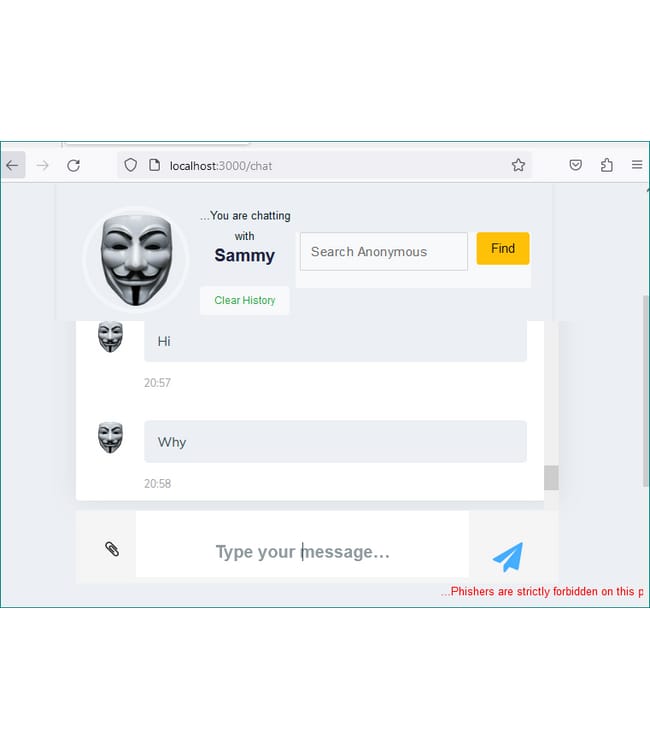 localhost:3000/chat
...You are chatting
with
Sammy
Search Anonymous
Find
Clear History
Hi
20:57
Why
20:58
Type your message...
...Phishers are strictly forbidden on this p